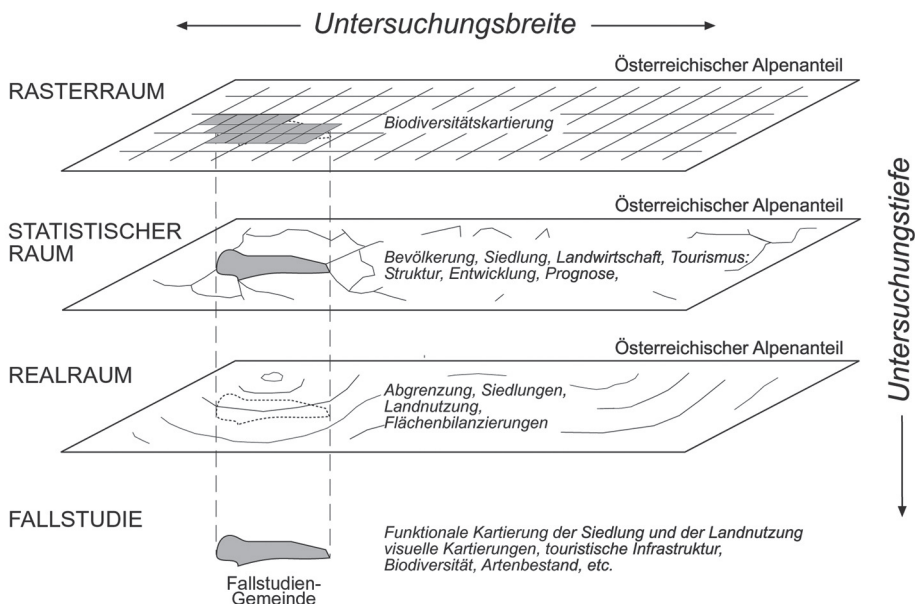 Untersuchungsbreite
Österreichischer Alpenanteil
RASTERRAUM
Biodiversitätskartierung
Untersuchungstiefe
Österreichischer Alpenanteil
STATISTISCHER
RAUM
Bevölkerung, Siedlung, Landwirtschaft, Tourismus:
Struktur, Entwicklung, Prognose,
Österreichischer Alpenanteil
REALRAUM
Abgrenzung, Siedlungen,
Landnutzung,
Flächenbilanzierungen
FALLSTUDIE
Funktionale Kartierung der Siedlung und der Landnutzung
visuelle Kartierungen, touristische Infrastruktur,
Biodiversität, Artenbestand, etc.
Fallstudien-
Gemeinde